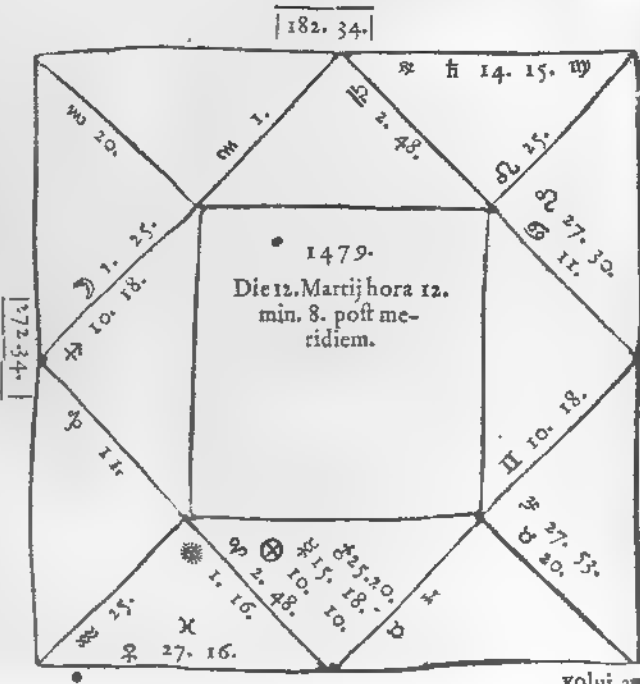 182. 34.
♏ 20.
♏ 1.
♎ 2. 48.
℞ ♄ 14. 15. ♍
♌ 25.
♌ 27. 30.
♋ 11.
☽ 1. 25.
♐ 10. 18.
272. 34.
1479.
Die 12. Martij hora 12.
min. 8. poſt me-
ridiem.
♑ 11.
♊ 10. 18.
27. 53.
♉ 20.
☉ 1. 16.
♈ 2. 48.
⊗ 10. 10.
☿ 15. 18.
♂ 25. 20.
♉
♒ 25.
♓
♀ 27. 16.